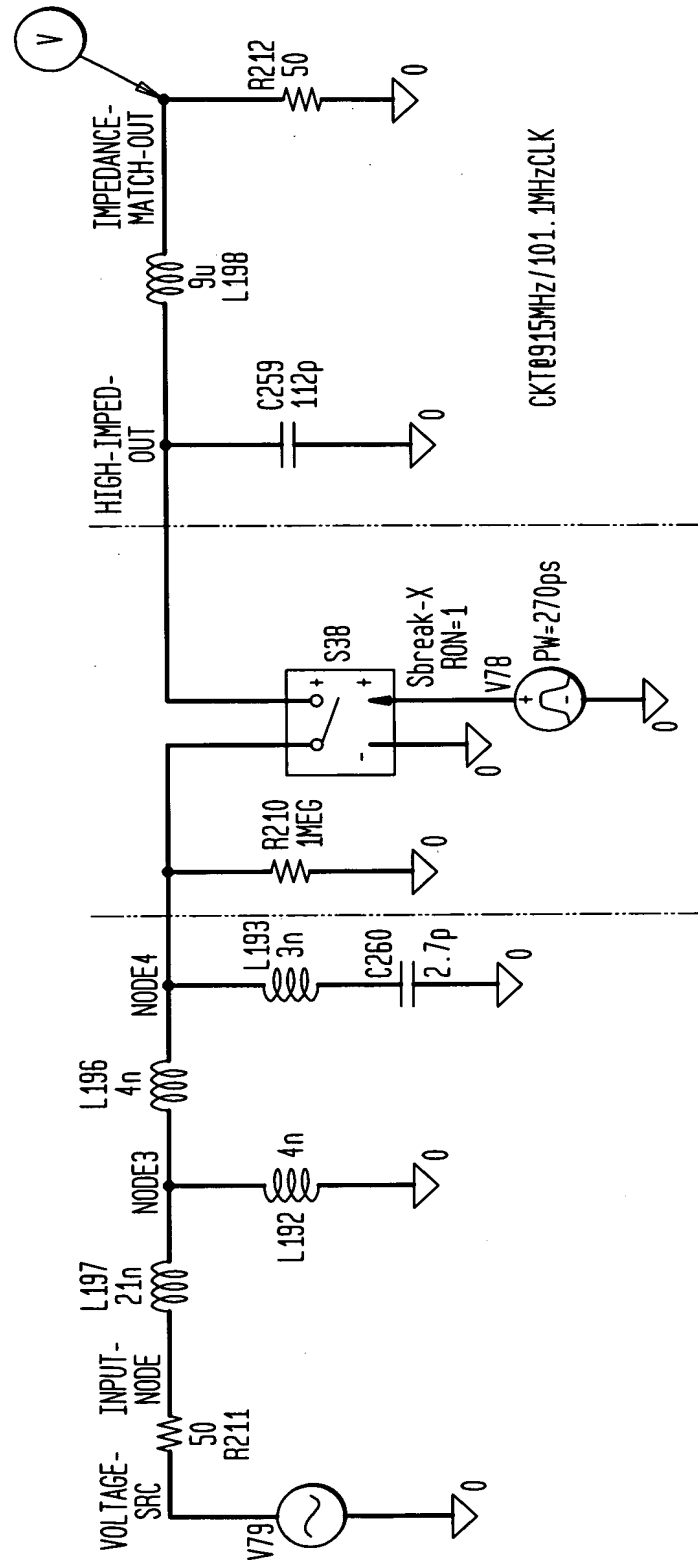 VOLTAGE-
SRC
V79
0
50
R211
INPUT-
NODE
L197
21n
NODE3
L192
4n
0
L196
4n
NODE4
L193
3n
C260
2.7p
0
R210
1MEG
0
S38
+
+
-
Sbreak-X
RON=1
0
V78
+
-
PW=270ps
0
HIGH-IMPED-
OUT
C259
112p
0
9u
L198
IMPEDANCE-
MATCH-OUT
V
R212
50
0
CKT@915MHz/101.1MHzCLK